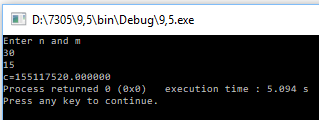 D:\7305\9,5\bin\Debug\9,5.exe
Enter n and m
30
15
c=155117520.000000
Process returned 0 (0x0)   execution time : 5.094 s
Press any key to continue.